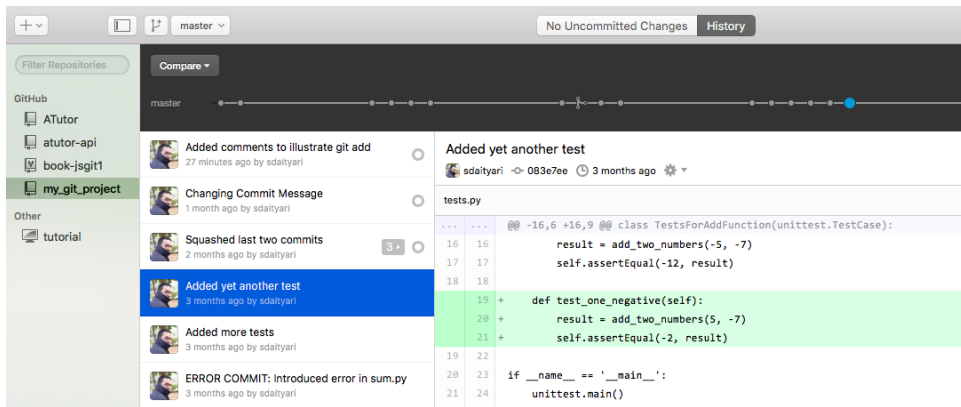 master
No Uncommitted Changes
History
Filter Repositories
Compare
GitHub
ATutor
atutor-api
book-jsgit1
my_git_project
Other
tutorial
master
Added comments to illustrate git add
27 minutes ago by sdaityari
Changing Commit Message
1 month ago by sdaityari
Squashed last two commits
2 months ago by sdaityari
3
Added yet another test
3 months ago by sdaityari
Added more tests
3 months ago by sdaityari
ERROR COMMIT: Introduced error in sum.py
3 months ago by sdaityari
Added yet another test
sdaityari 083e7ee 3 months ago
tests.py
... ... @@ -16,6 +16,9 @@ class TestsForAddFunction(unittest.TestCase):
16 16 result = add_two_numbers(-5, -7)
17 17 self.assertEqual(-12, result)
18 18
19 + def test_one_negative(self):
20 + result = add_two_numbers(5, -7)
21 + self.assertEqual(-2, result)
19 22
20 23 if __name__ == '__main__':
21 24 unittest.main()